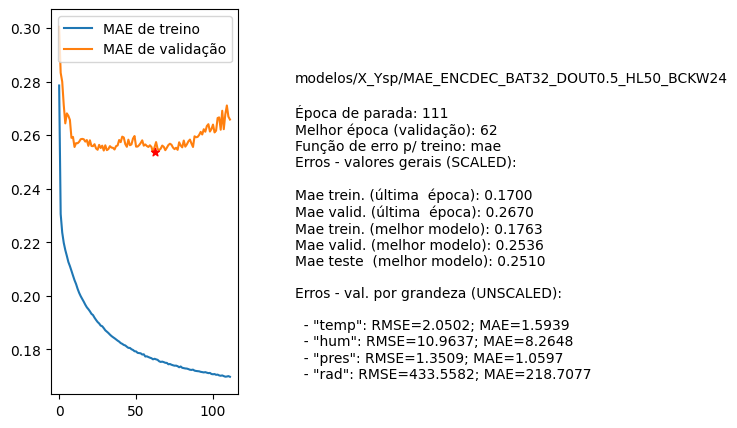 0.30
0.28
0.26
0.24
0.22
0.20
0.18
0
50
100
MAE de treino
MAE de validação
modelos/X_Ysp/MAE_ENCDEC_BAT32_DOUT0.5_HL50_BCKW24
Época de parada: 111
Melhor época (validação): 62
Função de erro p/ treino: mae
Erros - valores gerais (SCALED):
Mae trein. (última  época): 0.1700
Mae valid. (última  época): 0.2670
Mae trein. (melhor modelo): 0.1763
Mae valid. (melhor modelo): 0.2536
Mae teste  (melhor modelo): 0.2510
Erros - val. por grandeza (UNSCALED):
- "temp": RMSE=2.0502; MAE=1.5939
- "hum": RMSE=10.9637; MAE=8.2648
- "pres": RMSE=1.3509; MAE=1.0597
- "rad": RMSE=433.5582; MAE=218.7077